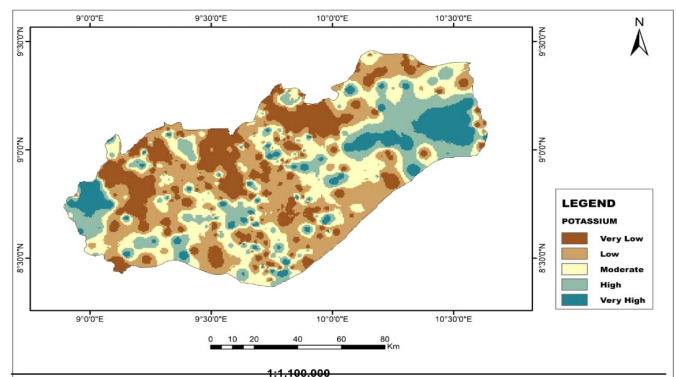 9°0'0"E 9°30'0"E 10°0'0"E 10°30'0"E
N
9°30'0"N 9°30'0"N
9°0'0"N 9°0'0"N
8°30'0"N 8°30'0"N
LEGEND
POTASSIUM
Very Low
Low
Moderate
High
Very High
9°0'0"E 9°30'0"E 10°0'0"E 10°30'0"E
0 10 20 40 60 80
Km
1:1,100,000